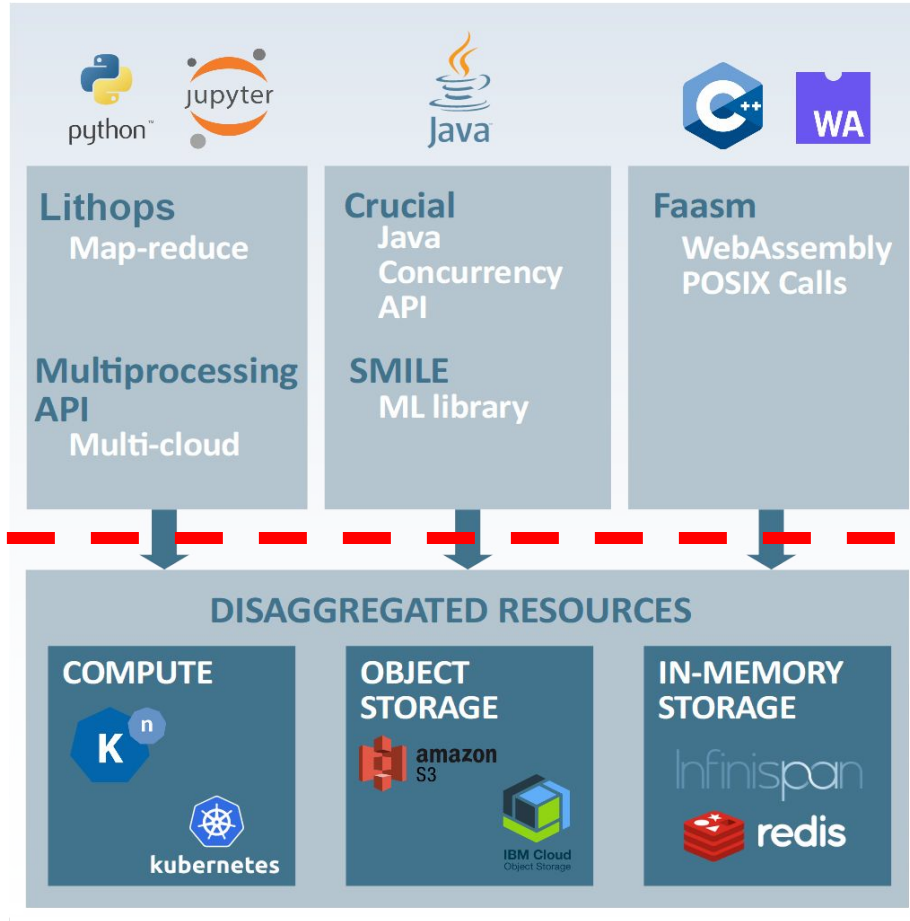 python™
jupyter
Java
C++
WA
Lithops
Map-reduce
Multiprocessing
API
Multi-cloud
Crucial
Java
Concurrency
API
SMILE
ML library
Faasm
WebAssembly
POSIX Calls
DISAGGREGATED RESOURCES
COMPUTE
K n
kubernetes
OBJECT
STORAGE
amazon
S3
IBM Cloud
Object Storage
IN-MEMORY
STORAGE
Infinispan
redis